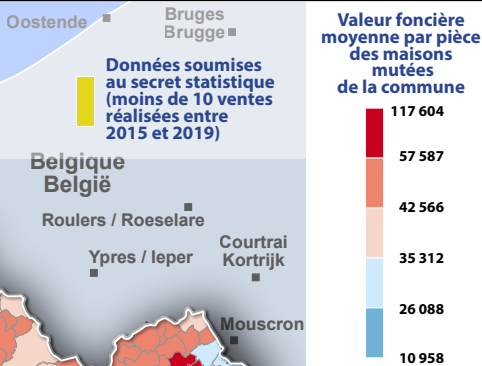 Ostende
Bruges
Brugge
Données soumises
au secret statistique
(moins de 10 ventes
réalisées entre
2015 et 2019)
Belgique
België
Roulers / Roeselare
Ypres / Ieper
Courtrai
Kortrijk
Mouscron
Valeur foncière
moyenne par pièce
des maisons
mutées
de la commune
117 604
57 587
42 566
35 312
26 088
10 958